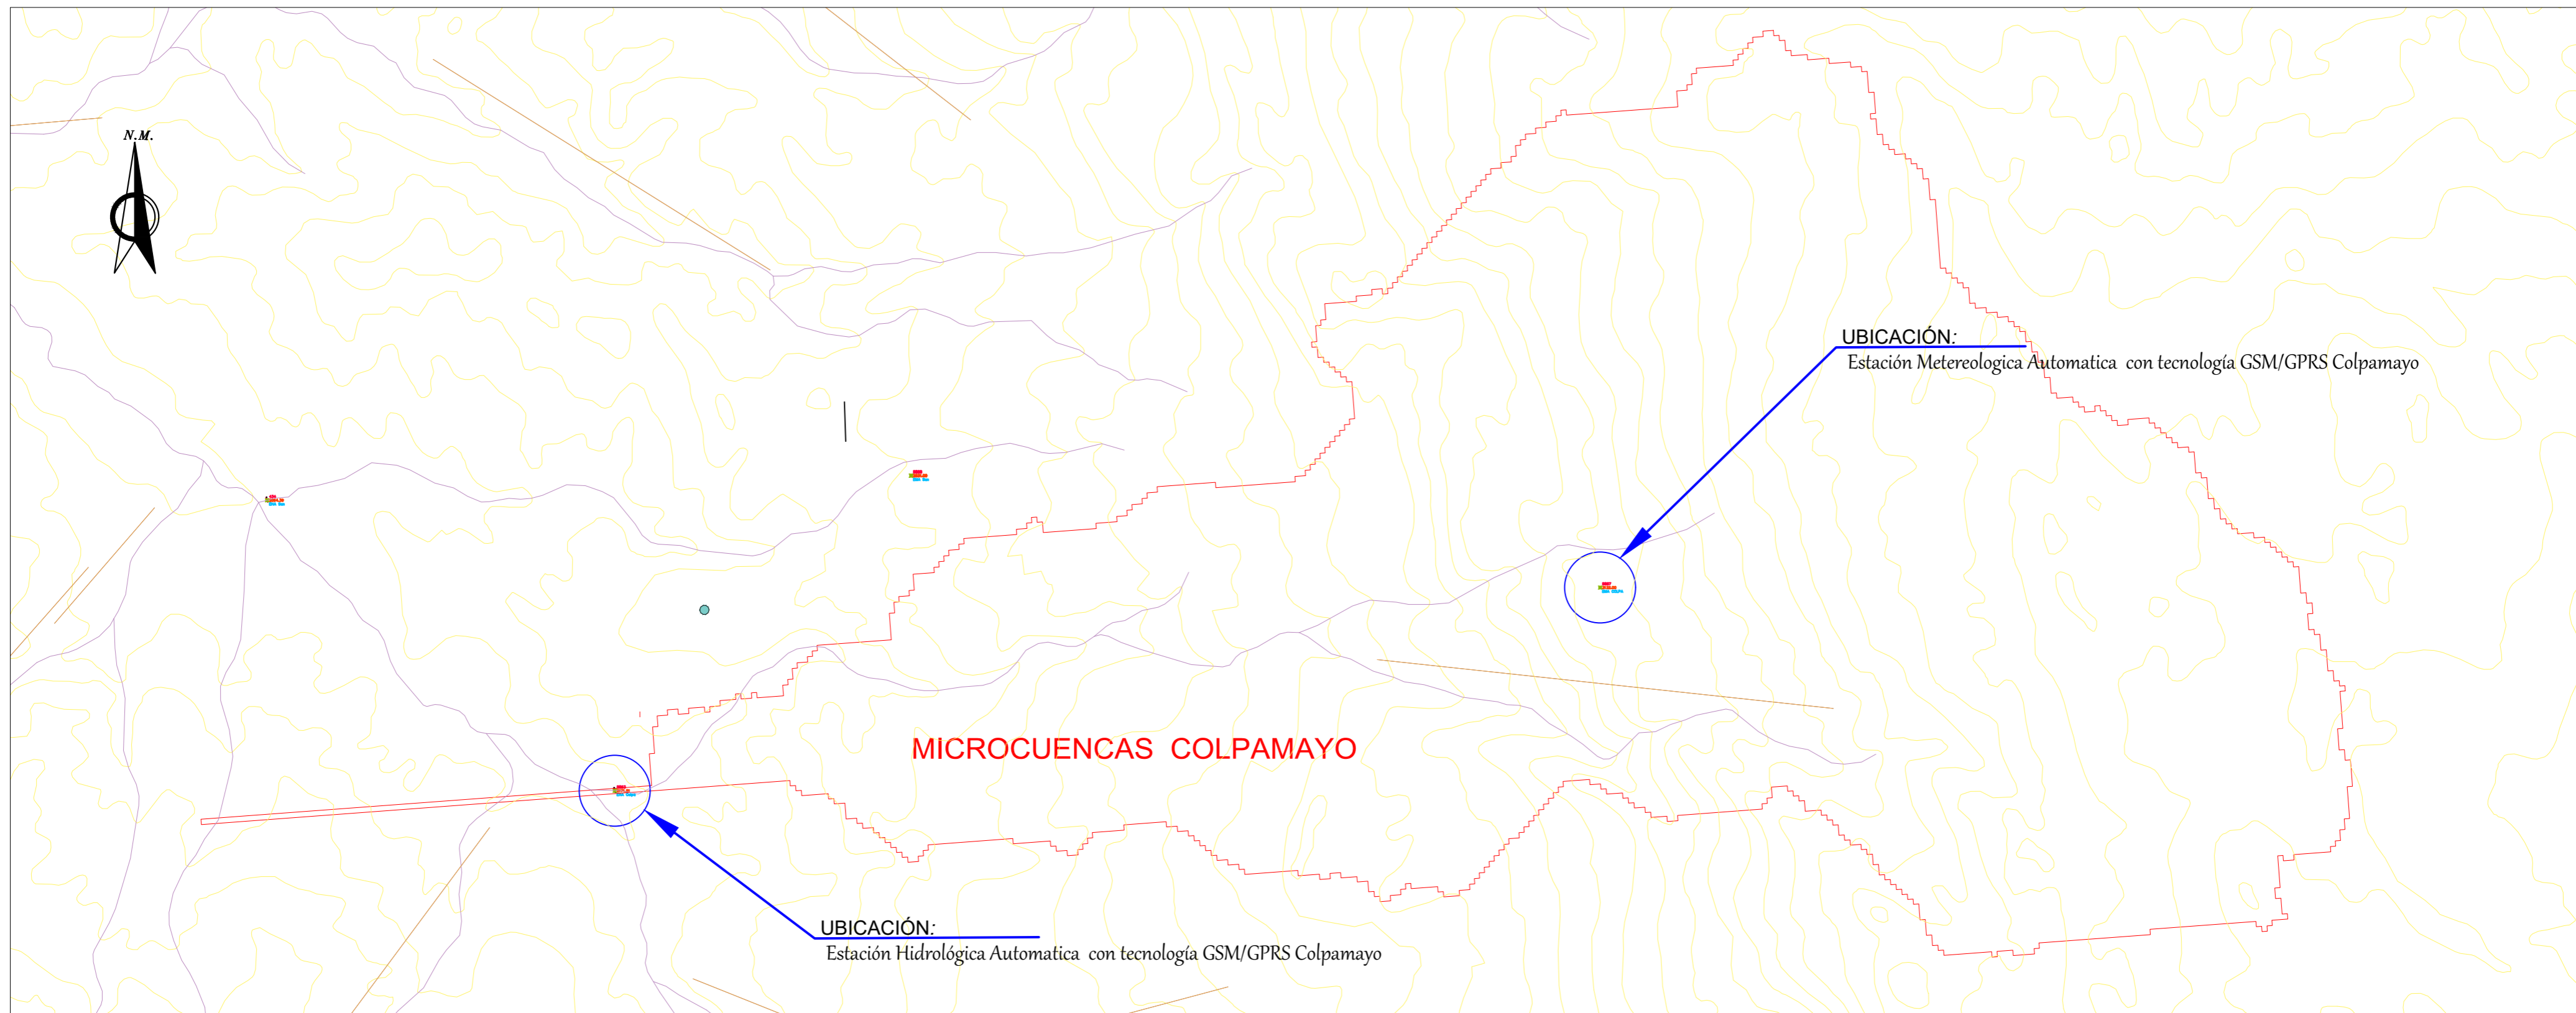 N.M.
UBICACIÓN:
Estación Metereologica Automatica con tecnología GSM/GPRS Colpamayo
MICROCUENCAS COLPAMAYO
UBICACIÓN:
Estación Hidrológica Automatica con tecnología GSM/GPRS Colpamayo